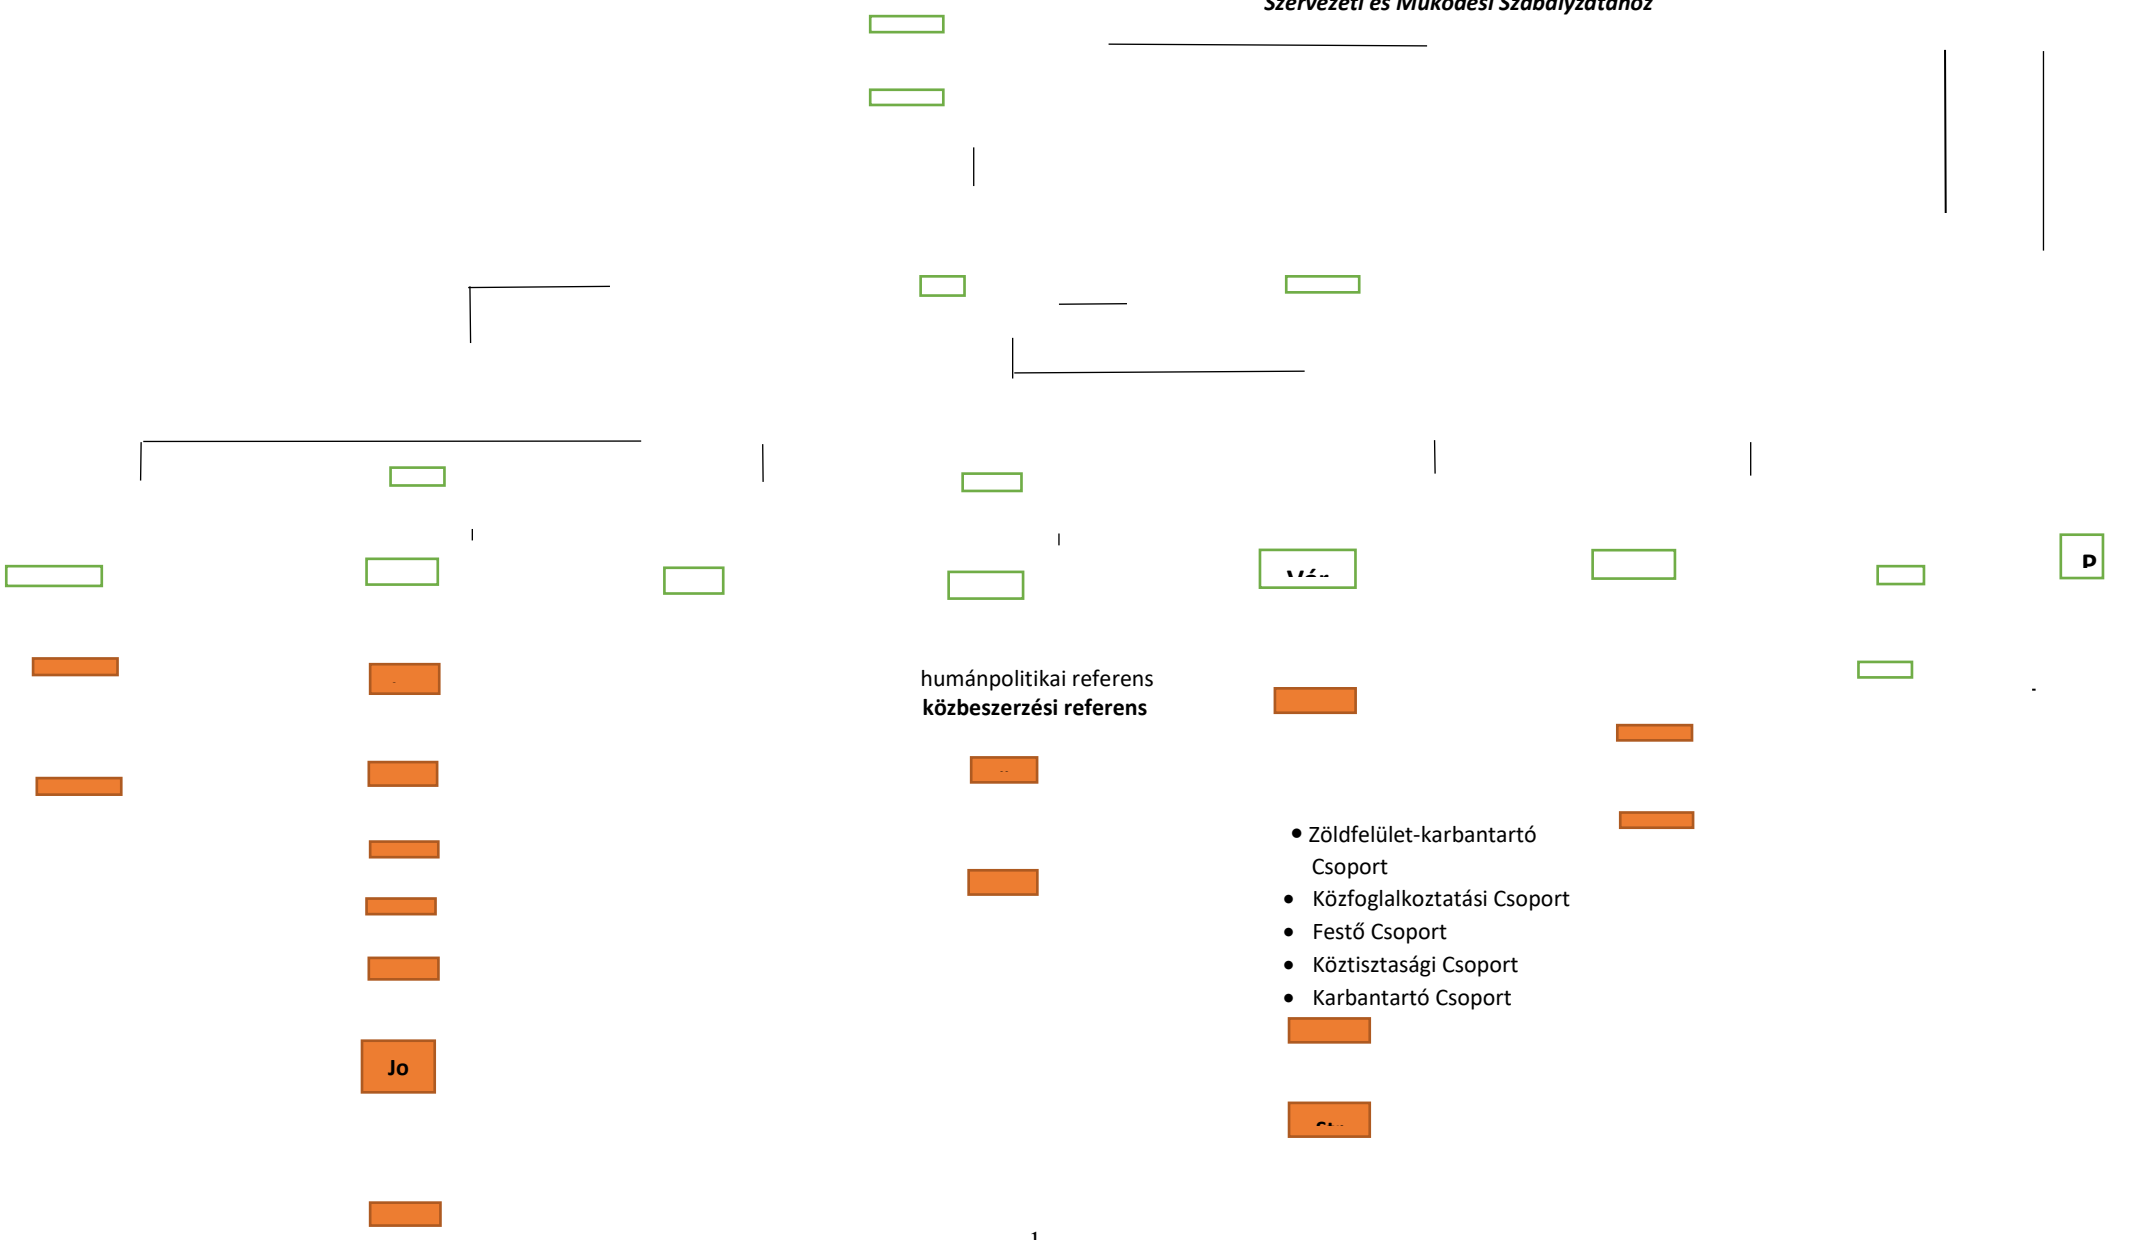 Szervezeti és Működési Szabályzatához
P
humánpolitikai referens
közbeszerzési referens
• Zöldfelület-karbantartó
Csoport
• Közfoglalkoztatási Csoport
• Festő Csoport
• Köztisztasági Csoport
• Karbantartó Csoport
Jo
1